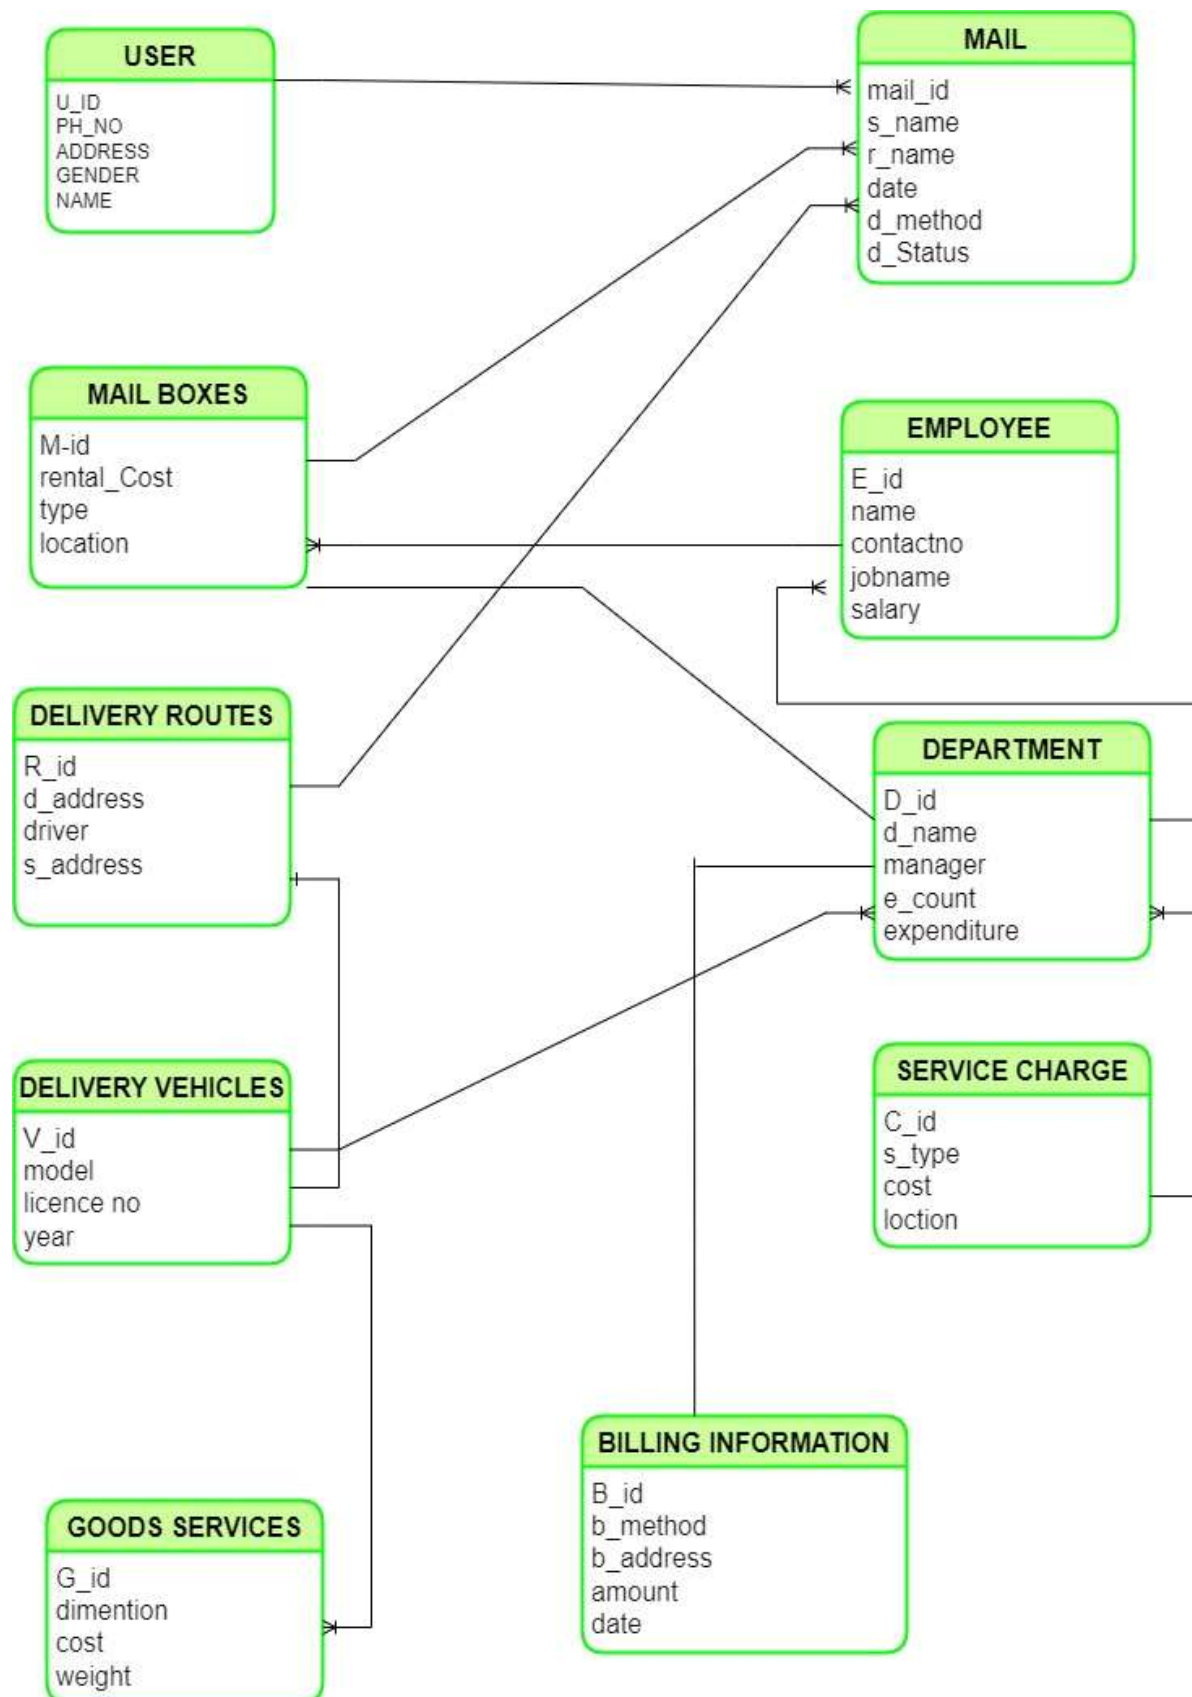 USER
U_ID
PH_NO
ADDRESS
GENDER
NAME
MAIL
mail_id
s_name
r_name
date
d_method
d_Status
MAIL BOXES
M-id
rental_Cost
type
location
EMPLOYEE
E_id
name
contactno
jobname
salary
DELIVERY ROUTES
R_id
d_address
driver
s_address
DEPARTMENT
D_id
d_name
manager
e_count
expenditure
DELIVERY VEHICLES
V_id
model
licence no
year
SERVICE CHARGE
C_id
s_type
cost
loction
GOODS SERVICES
G_id
dimention
cost
weight
BILLING INFORMATION
B_id
b_method
b_address
amount
date